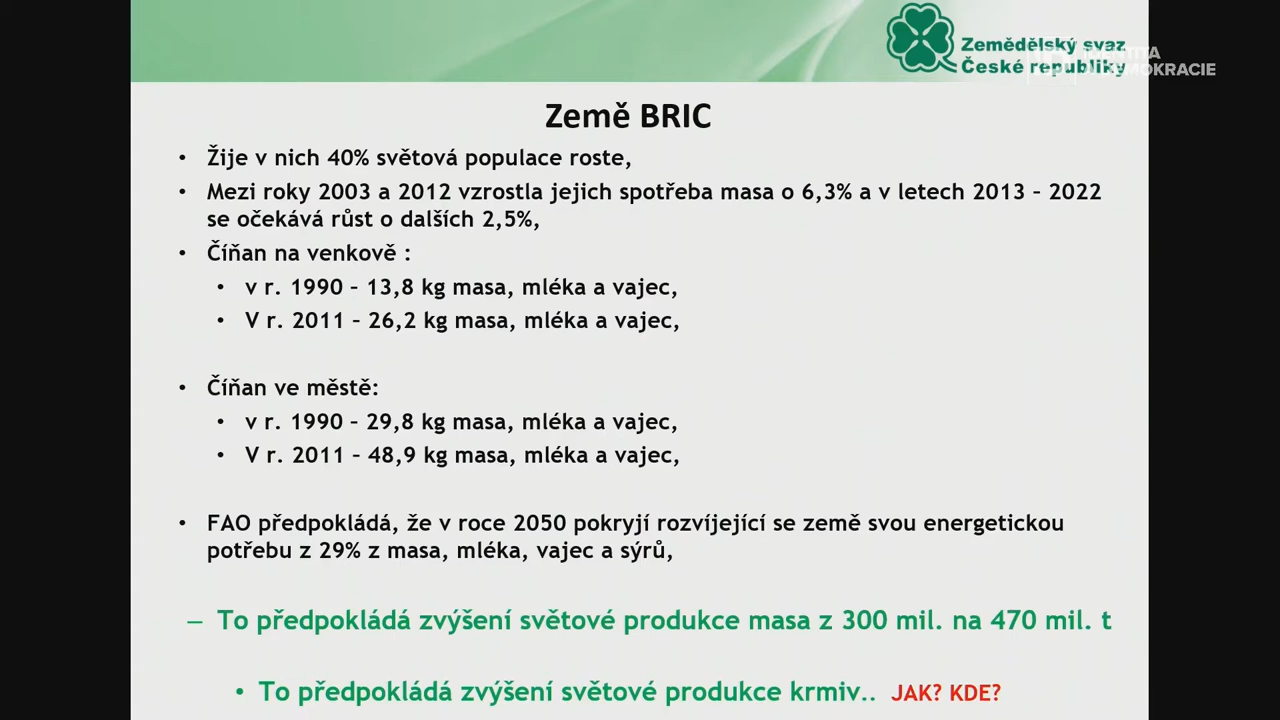 Zemědělský svaz
České republiky
DEMOKRACIE
Země BRIC
• Žije v nich 40% světová populace roste,
• Mezi roky 2003 a 2012 vzrostla jejich spotřeba masa o 6,3% a v letech 2013 – 2022
se očekává růst o dalších 2,5%,
• Číňan na venkově :
• v r. 1990 – 13,8 kg masa, mléka a vajec,
• V r. 2011 – 26,2 kg masa, mléka a vajec,
• Číňan ve městě:
• v r. 1990 – 29,8 kg masa, mléka a vajec,
• V r. 2011 – 48,9 kg masa, mléka a vajec,
• FAO předpokládá, že v roce 2050 pokryjí rozvíjející se země svou energetickou
potřebu z 29% z masa, mléka, vajec a sýrů,
– To předpokládá zvýšení světové produkce masa z 300 mil. na 470 mil. t
• To předpokládá zvýšení světové produkce krmiv.. JAK? KDE?